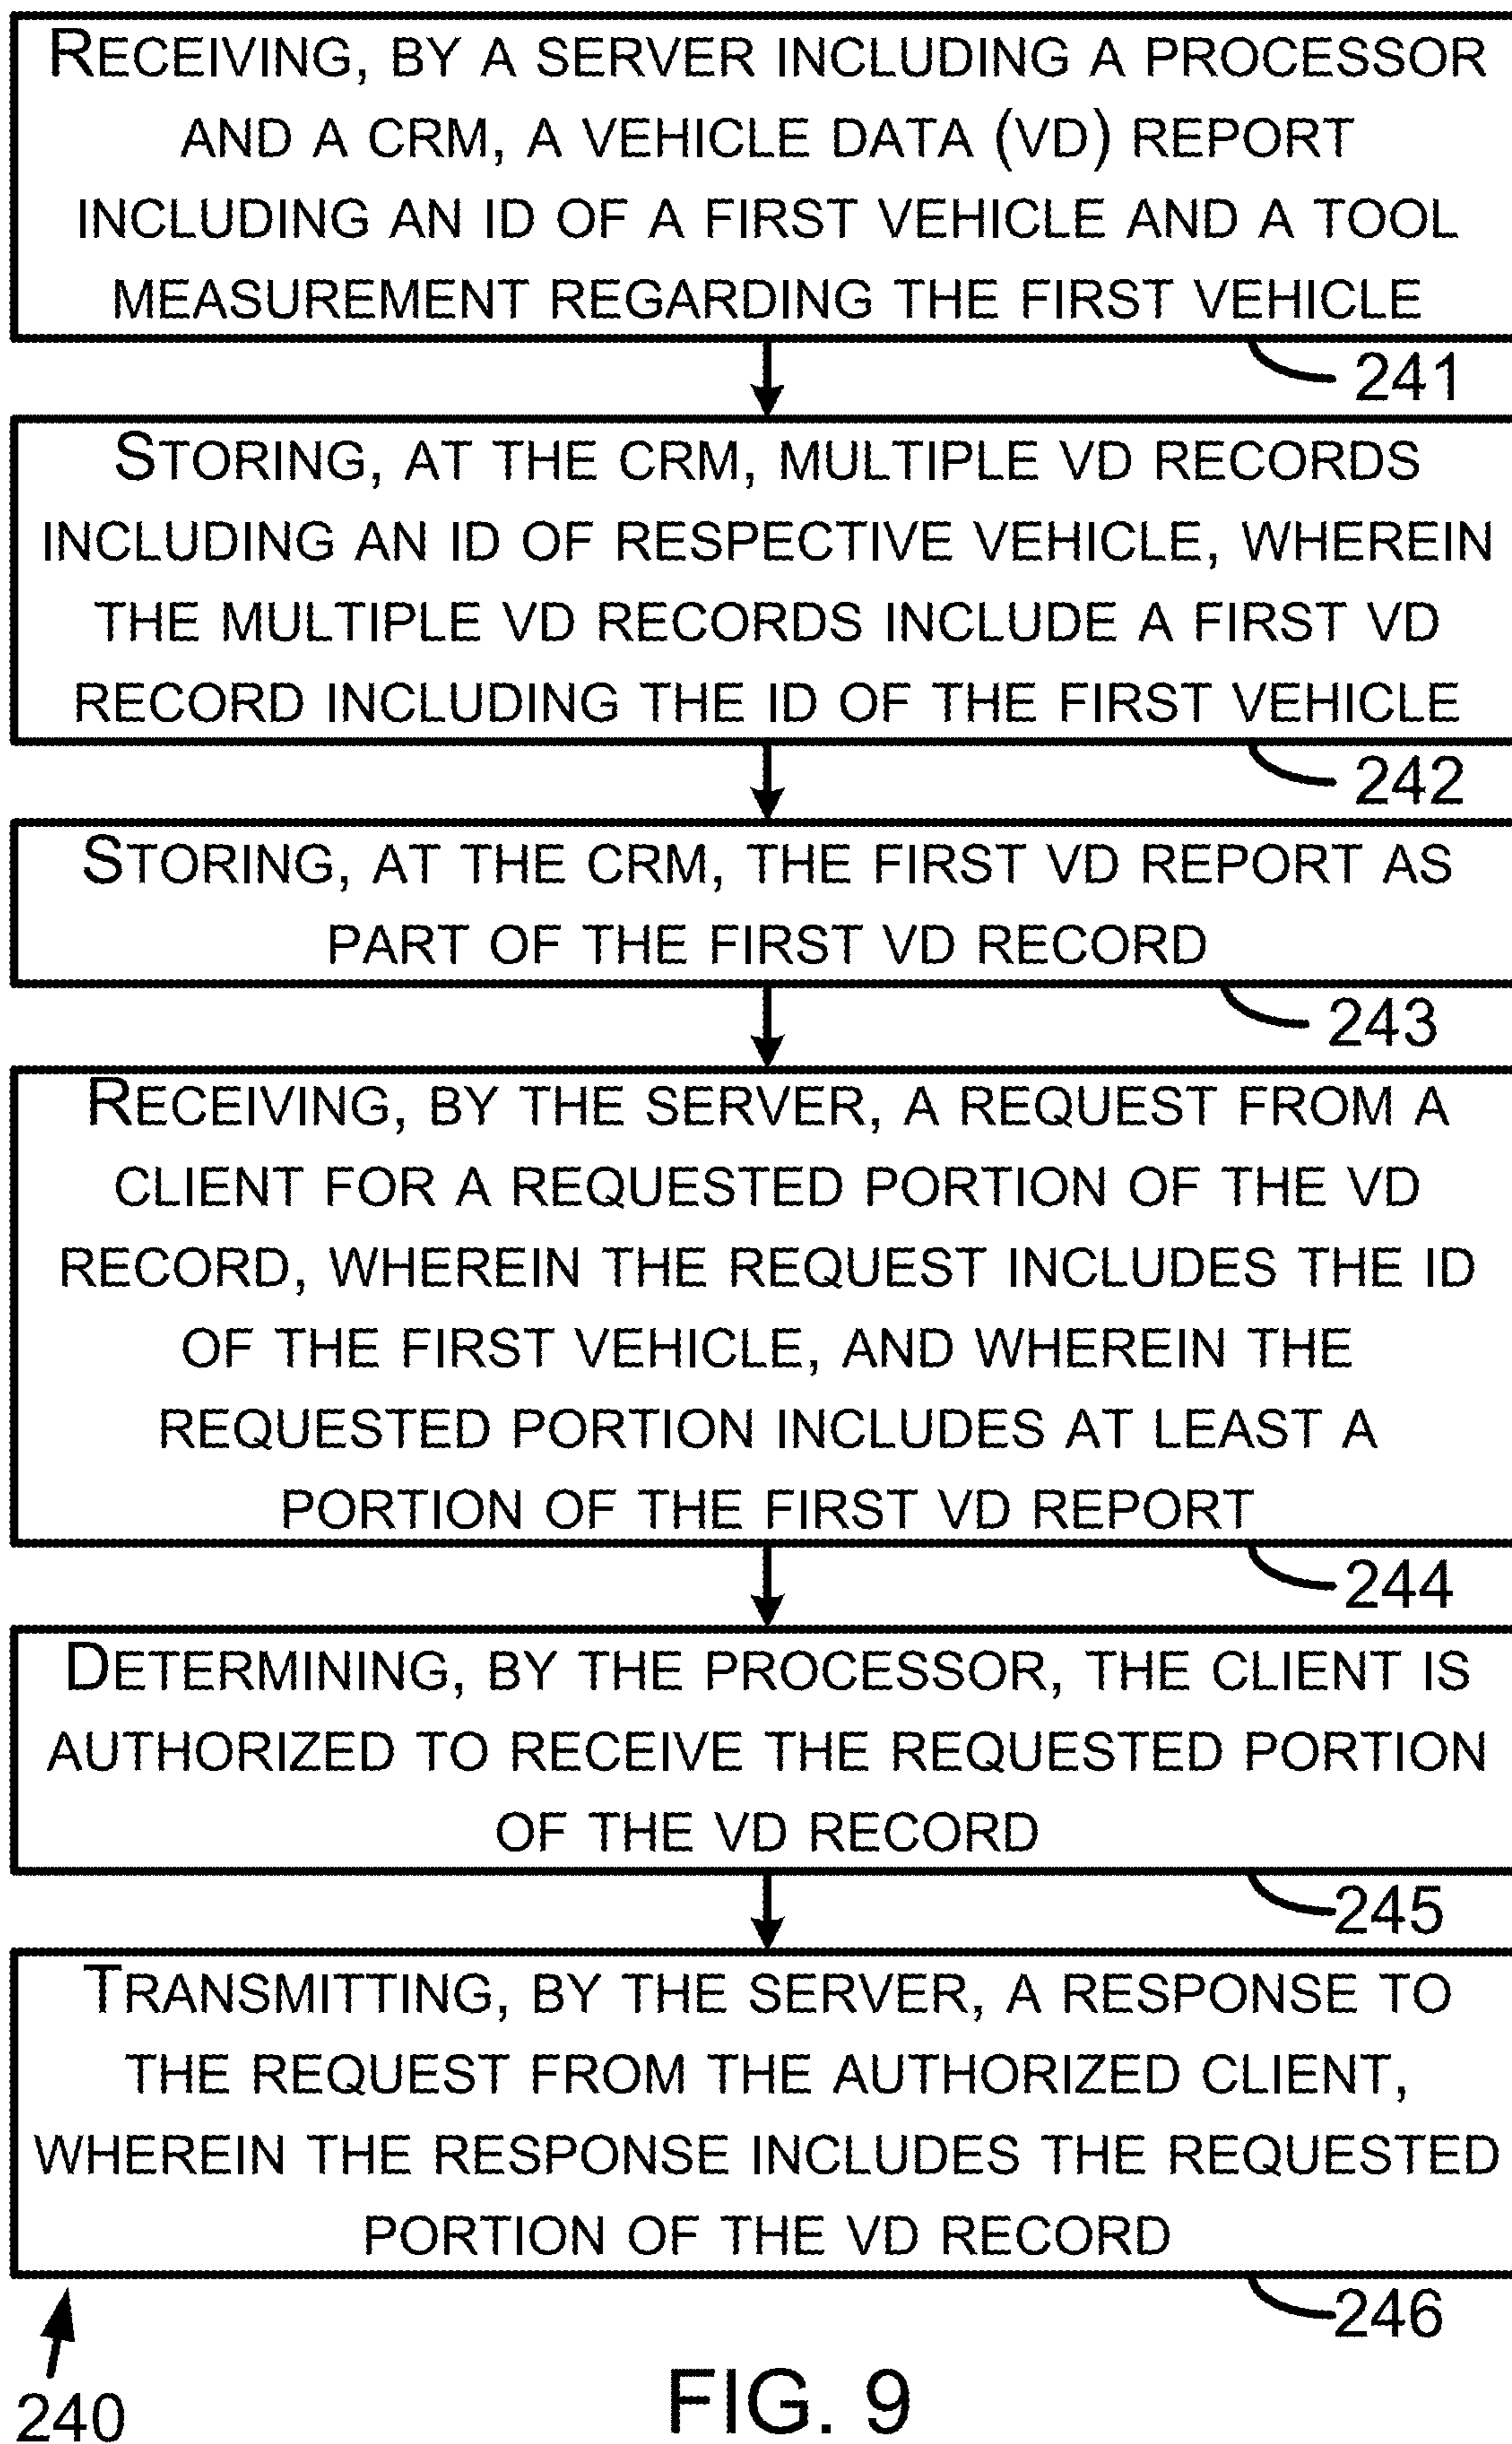 RECEIVING, BY A SERVER INCLUDING A PROCESSOR
AND A CRM, A VEHICLE DATA (VD) REPORT
INCLUDING AN ID OF A FIRST VEHICLE AND A TOOL
MEASUREMENT REGARDING THE FIRST VEHICLE
241
STORING, AT THE CRM, MULTIPLE VD RECORDS
INCLUDING AN ID OF RESPECTIVE VEHICLE, WHEREIN
THE MULTIPLE VD RECORDS INCLUDE A FIRST VD
RECORD INCLUDING THE ID OF THE FIRST VEHICLE
242
STORING, AT THE CRM, THE FIRST VD REPORT AS
PART OF THE FIRST VD RECORD
243
RECEIVING, BY THE SERVER, A REQUEST FROM A
CLIENT FOR A REQUESTED PORTION OF THE VD
RECORD, WHEREIN THE REQUEST INCLUDES THE ID
OF THE FIRST VEHICLE, AND WHEREIN THE
REQUESTED PORTION INCLUDES AT LEAST A
PORTION OF THE FIRST VD REPORT
244
DETERMINING, BY THE PROCESSOR, THE CLIENT IS
AUTHORIZED TO RECEIVE THE REQUESTED PORTION
OF THE VD RECORD
245
TRANSMITTING, BY THE SERVER, A RESPONSE TO
THE REQUEST FROM THE AUTHORIZED CLIENT,
WHEREIN THE RESPONSE INCLUDES THE REQUESTED
PORTION OF THE VD RECORD
246
240
FIG. 9